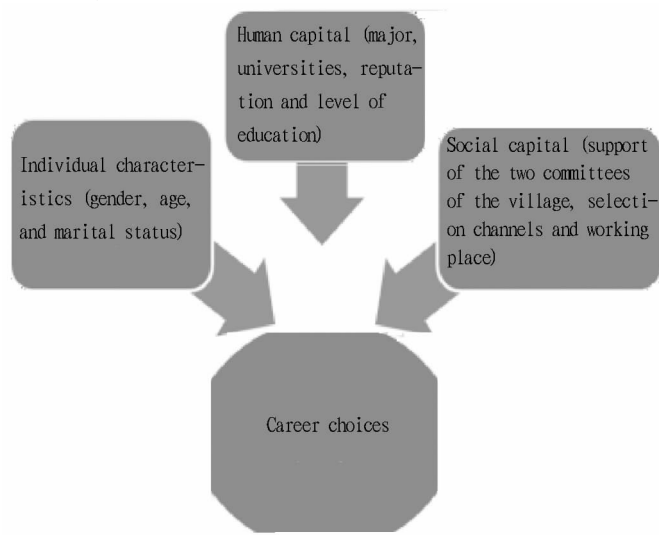 Human capital (major,
universities, reputa-
tion and level of
education)
Individual character-
istics (gender, age,
and marital status)
Social capital (support
of the two committees
of the village, selecti-
on channels and working
place)
Career choices